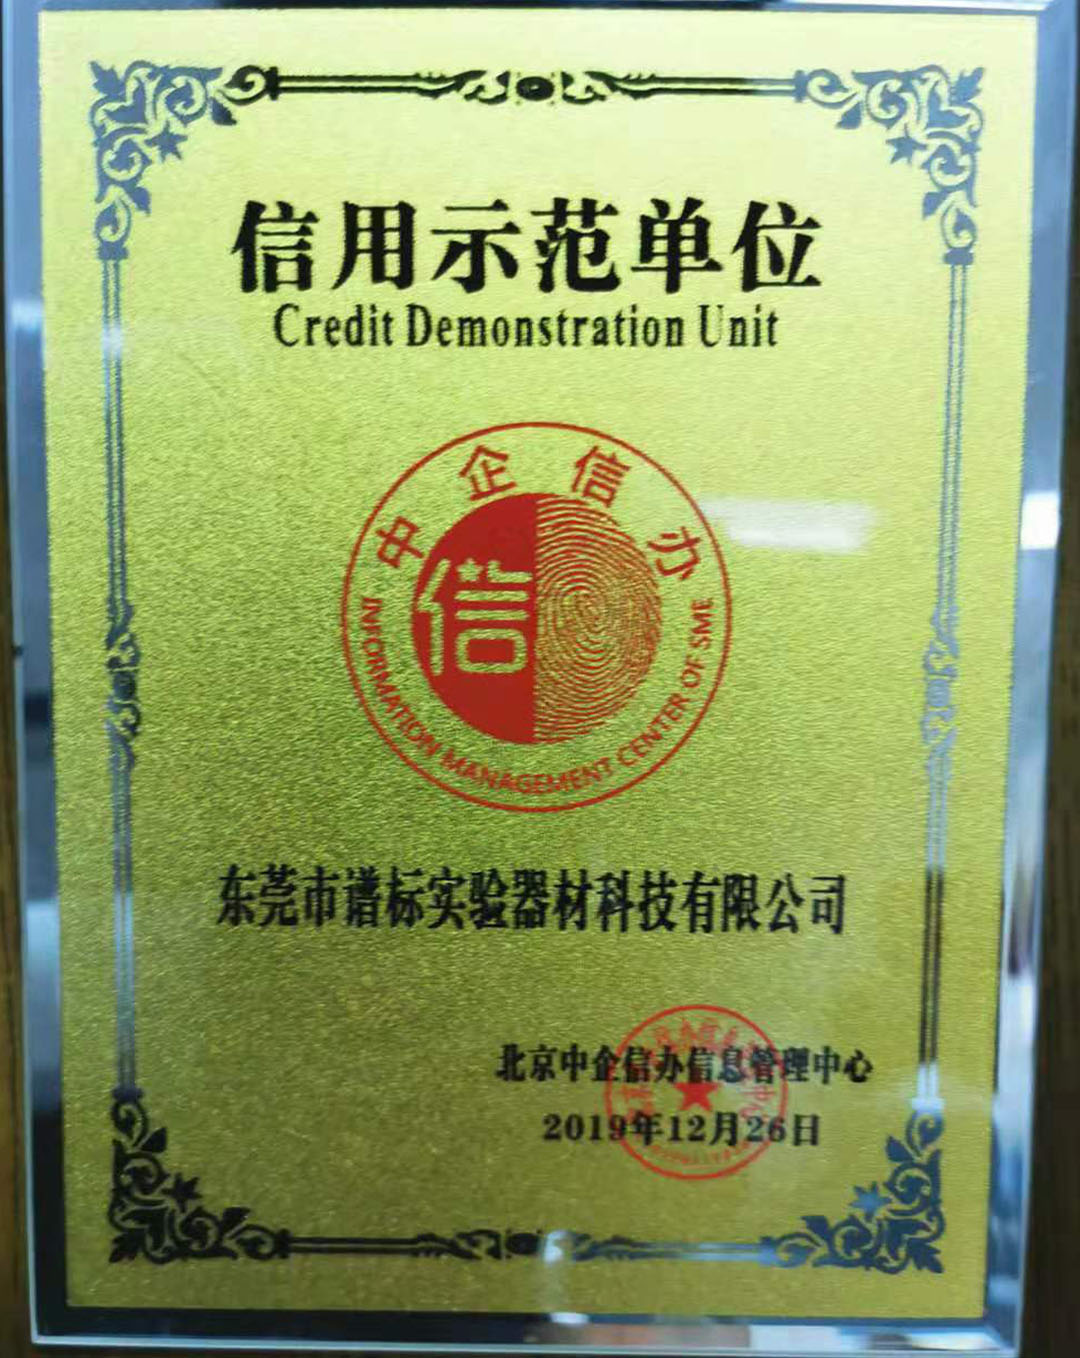 信用示范单位
Credit Demonstration Unit
中企信办
信
INFORMATION MANAGEMENT CENTER OF SME
东莞市谱标实验器材科技有限公司
北京中企信办信息管理中心
2019年12月26日